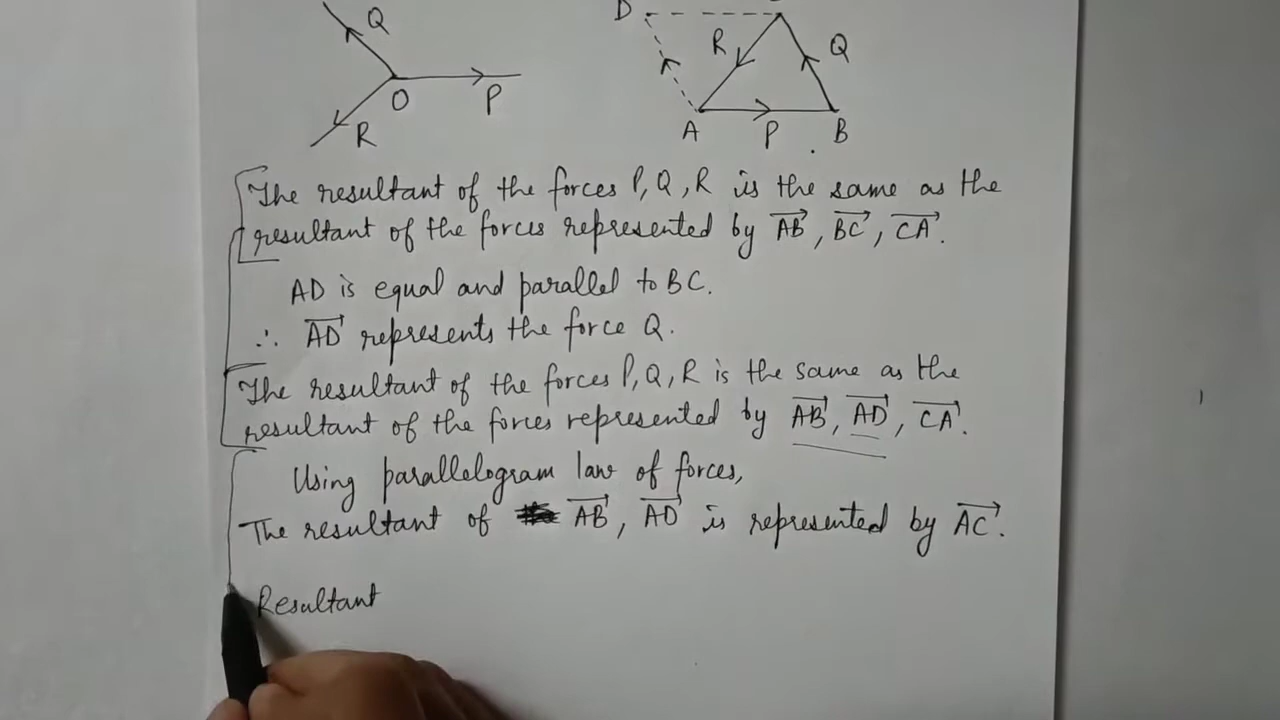 Q
O
P
R
D
R
Q
A
P
B
The resultant of the forces P, Q, R is the same as the
resultant of the forces represented by AB, BC, CA.
AD is equal and parallel to BC.
∴ AD represents the force Q.
The resultant of the forces P, Q, R is the same as the
resultant of the forces represented by AB, AD, CA.
Using parallelogram law of forces,
The resultant of AB, AD is represented by AC.
Resultant